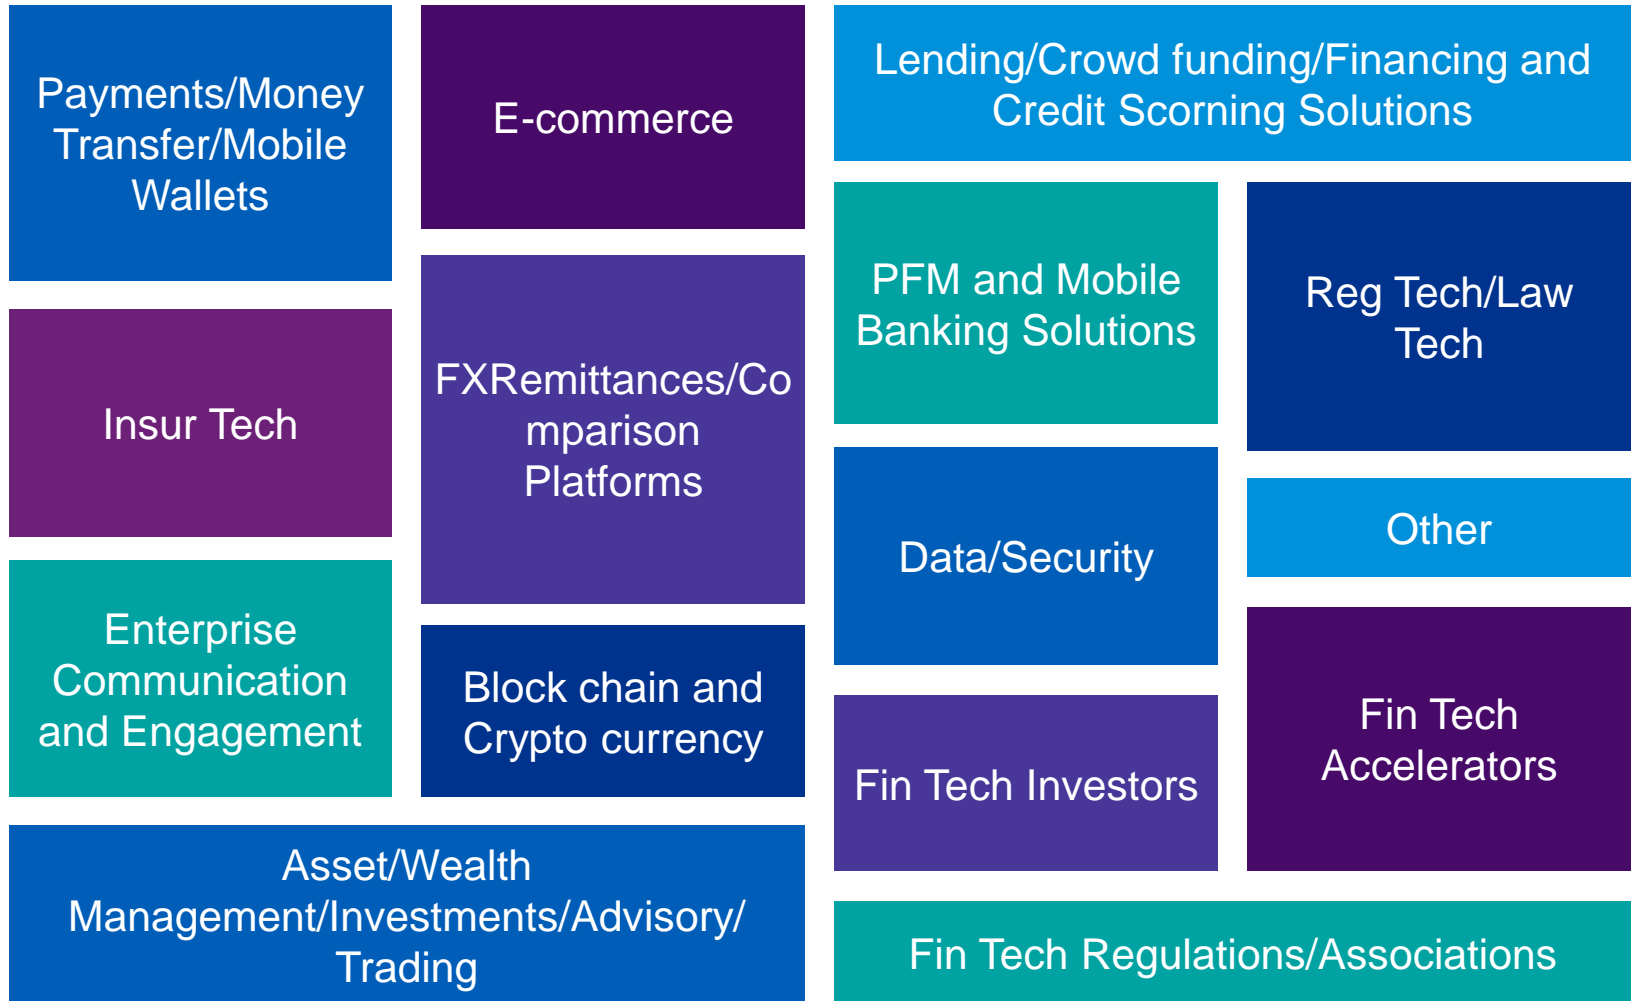 Payments/Money
Transfer/Mobile
Wallets
E-commerce
Lending/Crowd funding/Financing and
Credit Scorning Solutions
PFM and Mobile
Banking Solutions
Reg Tech/Law
Tech
Insur Tech
FXRemittances/Co
mparison
Platforms
Data/Security
Other
Enterprise
Communication
and Engagement
Block chain and
Crypto currency
Fin Tech Investors
Fin Tech
Accelerators
Asset/Wealth
Management/Investments/Advisory/
Trading
Fin Tech Regulations/Associations